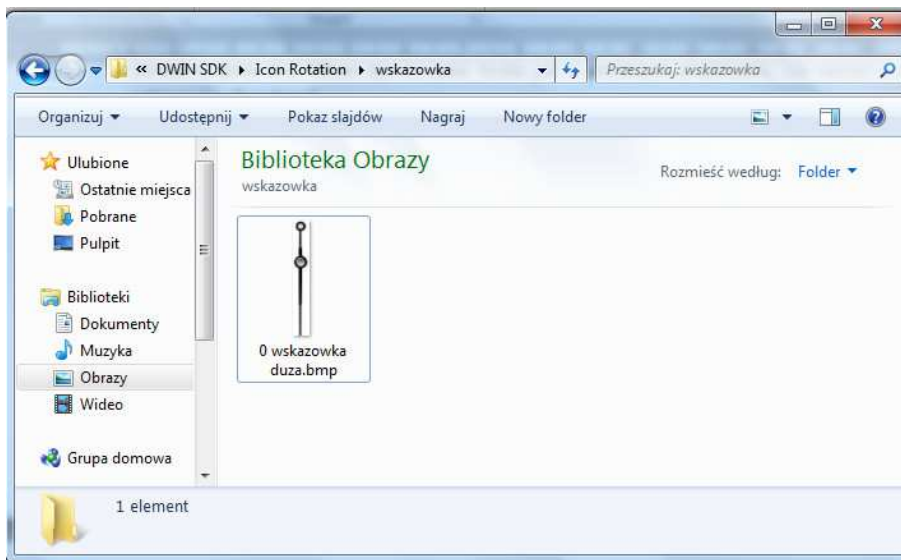 « DWIN SDK Icon Rotation wskazowka
Przeszukaj: wskazowka
Organizuj Udostępnij Pokaz slajdów Nagraj Nowy folder
Ulubione
Ostatnie miejsca
Pobrane
Pulpit
Biblioteki
Dokumenty
Muzyka
Obrazy
Wideo
Grupa domowa
Biblioteka Obrazy
wskazowka
Rozmieść według: Folder
0 wskazowka
duza.bmp
1 element